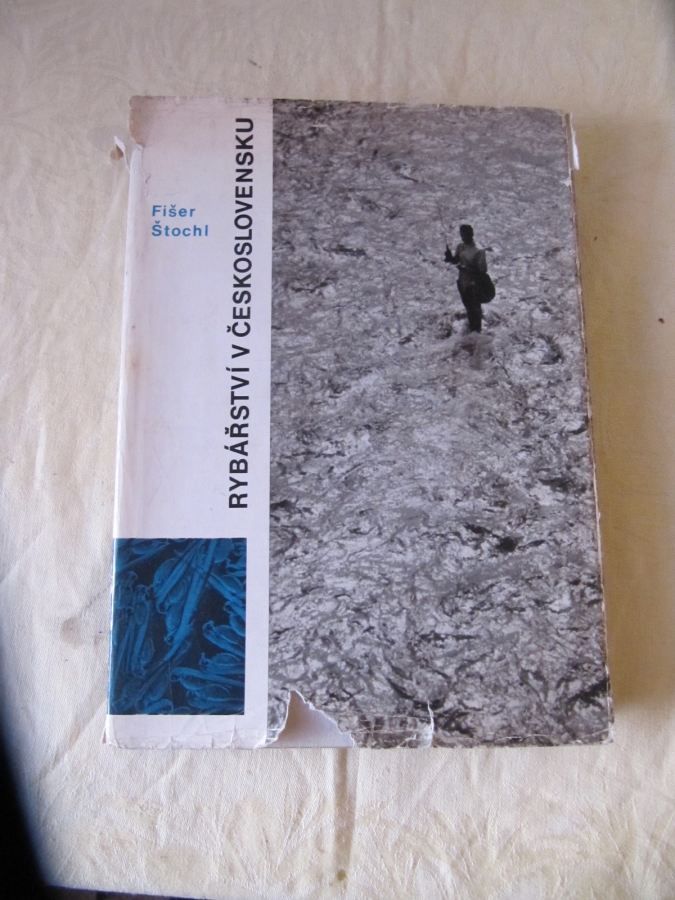 Fišer
Štochl
RYBÁŘSTVÍ V ČESKOSLOVENSKU